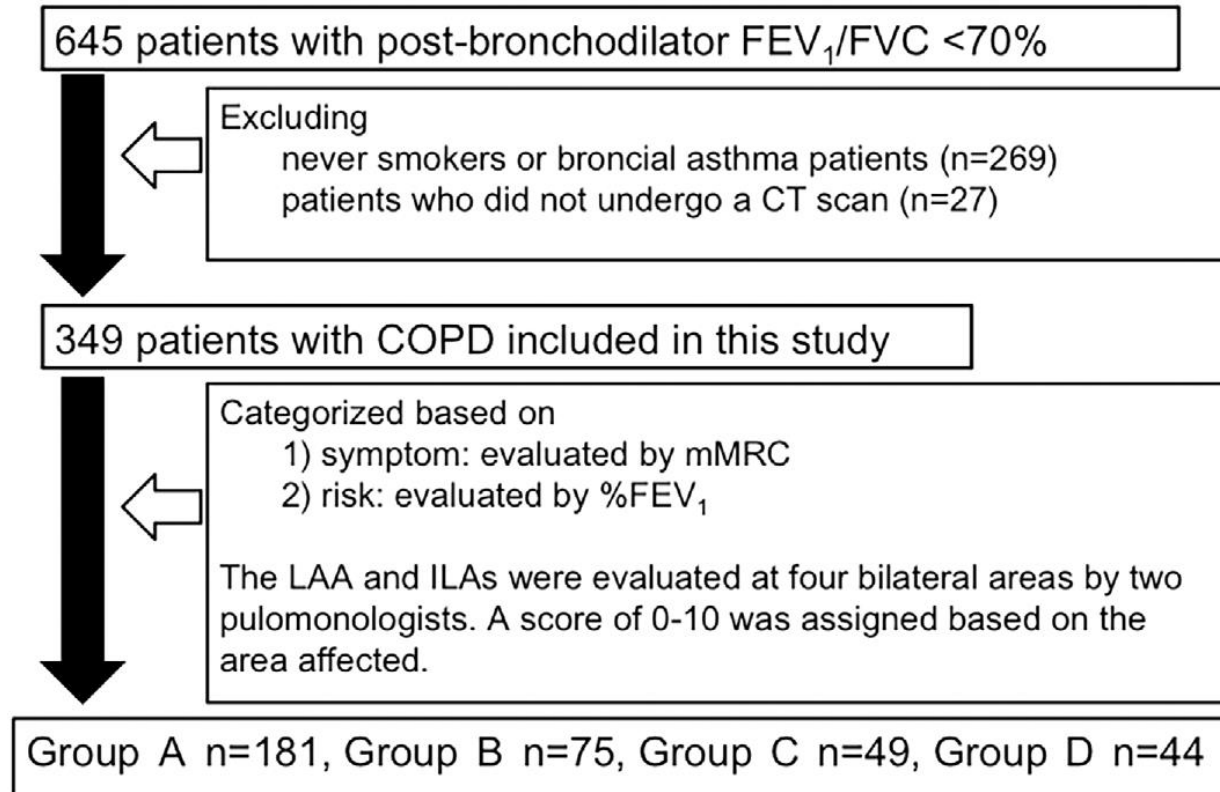 645 patients with post-bronchodilator FEV₁/FVC <70%
Excluding
never smokers or broncial asthma patients (n=269)
patients who did not undergo a CT scan (n=27)
349 patients with COPD included in this study
Categorized based on
1) symptom: evaluated by mMRC
2) risk: evaluated by %FEV₁
The LAA and ILAs were evaluated at four bilateral areas by two
pulomonologists. A score of 0-10 was assigned based on the
area affected.
Group A n=181, Group B n=75, Group C n=49, Group D n=44